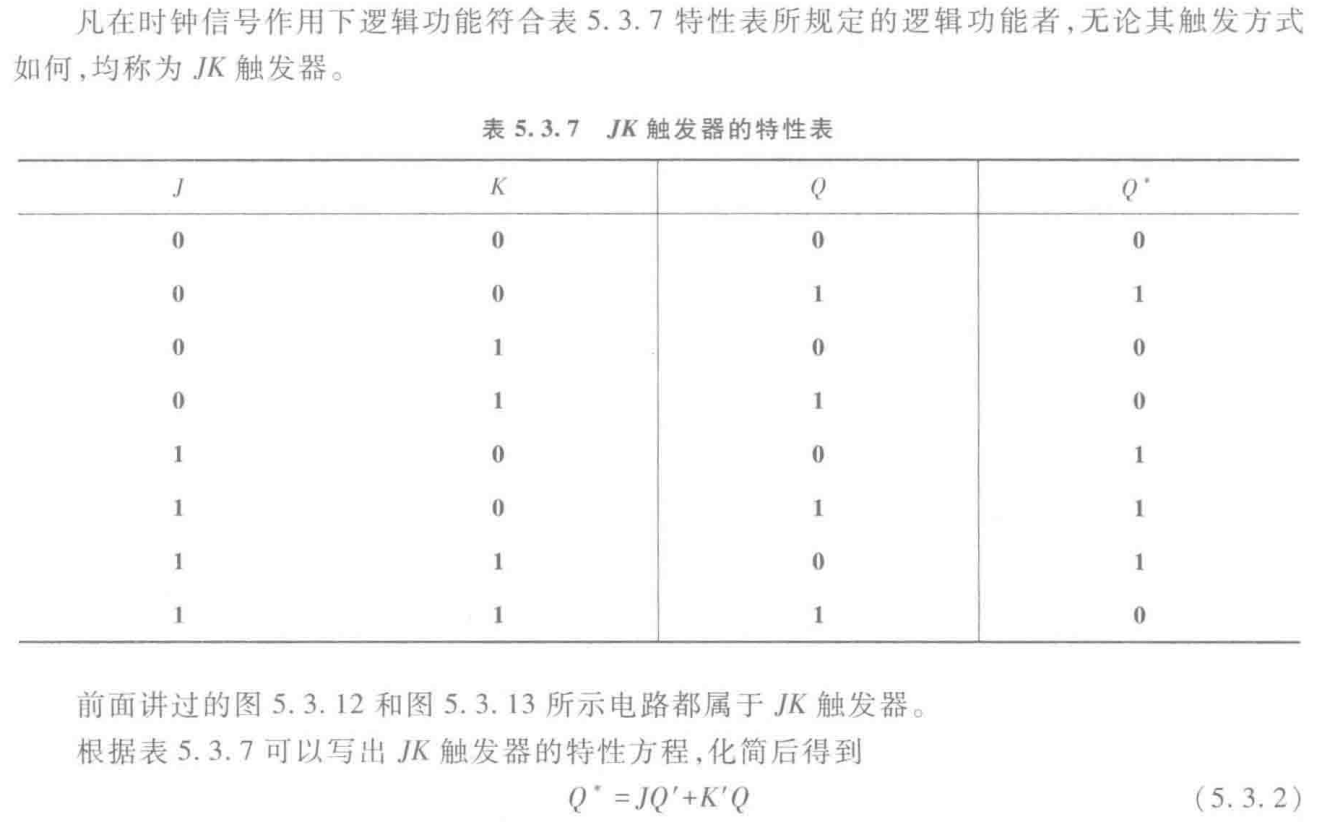 凡在时钟信号作用下逻辑功能符合表 5.3.7 特性表所规定的逻辑功能者,无论其触发方式
如何,均称为 JK 触发器。
表 5.3.7 JK 触发器的特性表
J K Q Q*
0 0 0 0
0 0 1 1
0 1 0 0
0 1 1 0
1 0 0 1
1 0 1 1
1 1 0 1
1 1 1 0
前面讲过的图 5.3.12 和图 5.3.13 所示电路都属于 JK 触发器。
根据表 5.3.7 可以写出 JK 触发器的特性方程,化简后得到
Q* = JQ′+K′Q (5.3.2)